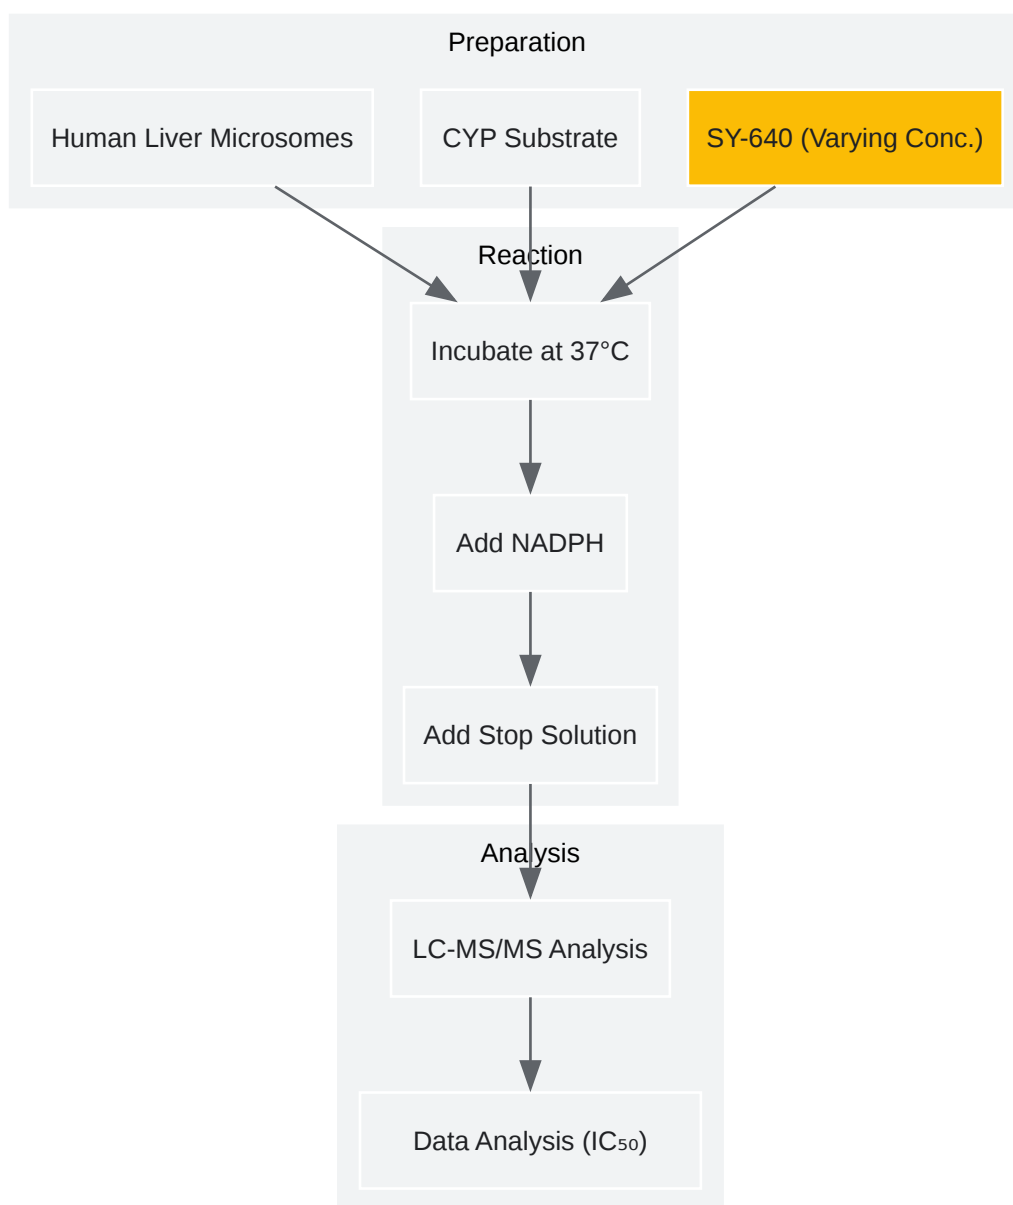 Preparation
Human Liver Microsomes
CYP Substrate
SY-640 (Varying Conc.)
Reaction
Incubate at 37°C
Add NADPH
Add Stop Solution
Analysis
LC-MS/MS Analysis
Data Analysis (IC₅₀)